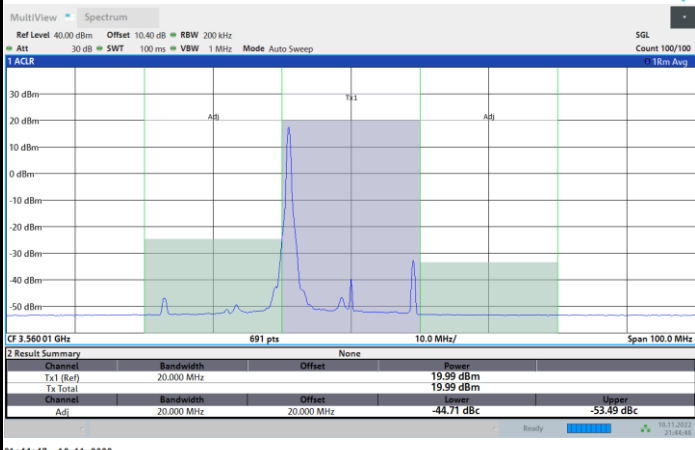 MultiView Spectrum
Ref Level 40.00 dBm Offset 10.40 dB RBW 200 kHz SGL
Att 30 dB SWT 100 ms VBW 1 MHz Mode Auto Sweep Count 100/100
1 ACLR 1Rm Avg
30 dBm
Tx1
20 dBm Adj Adj
10 dBm
0 dBm
-10 dBm
-20 dBm
-30 dBm
-40 dBm
-50 dBm
CF 3.560 01 GHz 691 pts 10.0 MHz/ Span 100.0 MHz
2 Result Summary None
Channel Bandwidth Offset Power
Tx1 (Ref) 20.000 MHz 19.99 dBm
Tx Total 19.99 dBm
Channel Bandwidth Offset Lower Upper
Adj 20.000 MHz 20.000 MHz -44.71 dBc -53.49 dBc
Ready 10.11.2022
21:44:46